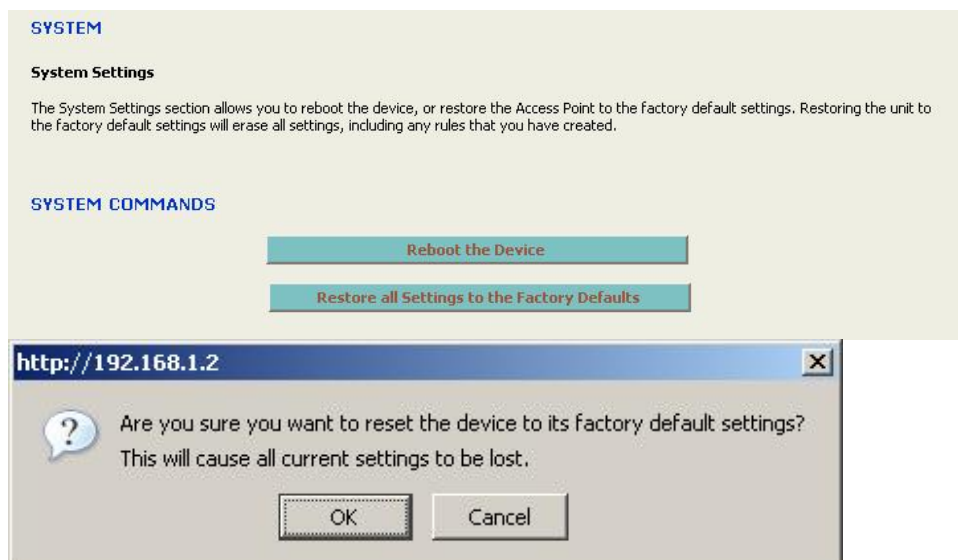 SYSTEM
System Settings
The System Settings section allows you to reboot the device, or restore the Access Point to the factory default settings. Restoring the unit to
the factory default settings will erase all settings, including any rules that you have created.
SYSTEM COMMANDS
Reboot the Device
Restore all Settings to the Factory Defaults
http://192.168.1.2
Are you sure you want to reset the device to its factory default settings?
This will cause all current settings to be lost.
OK Cancel